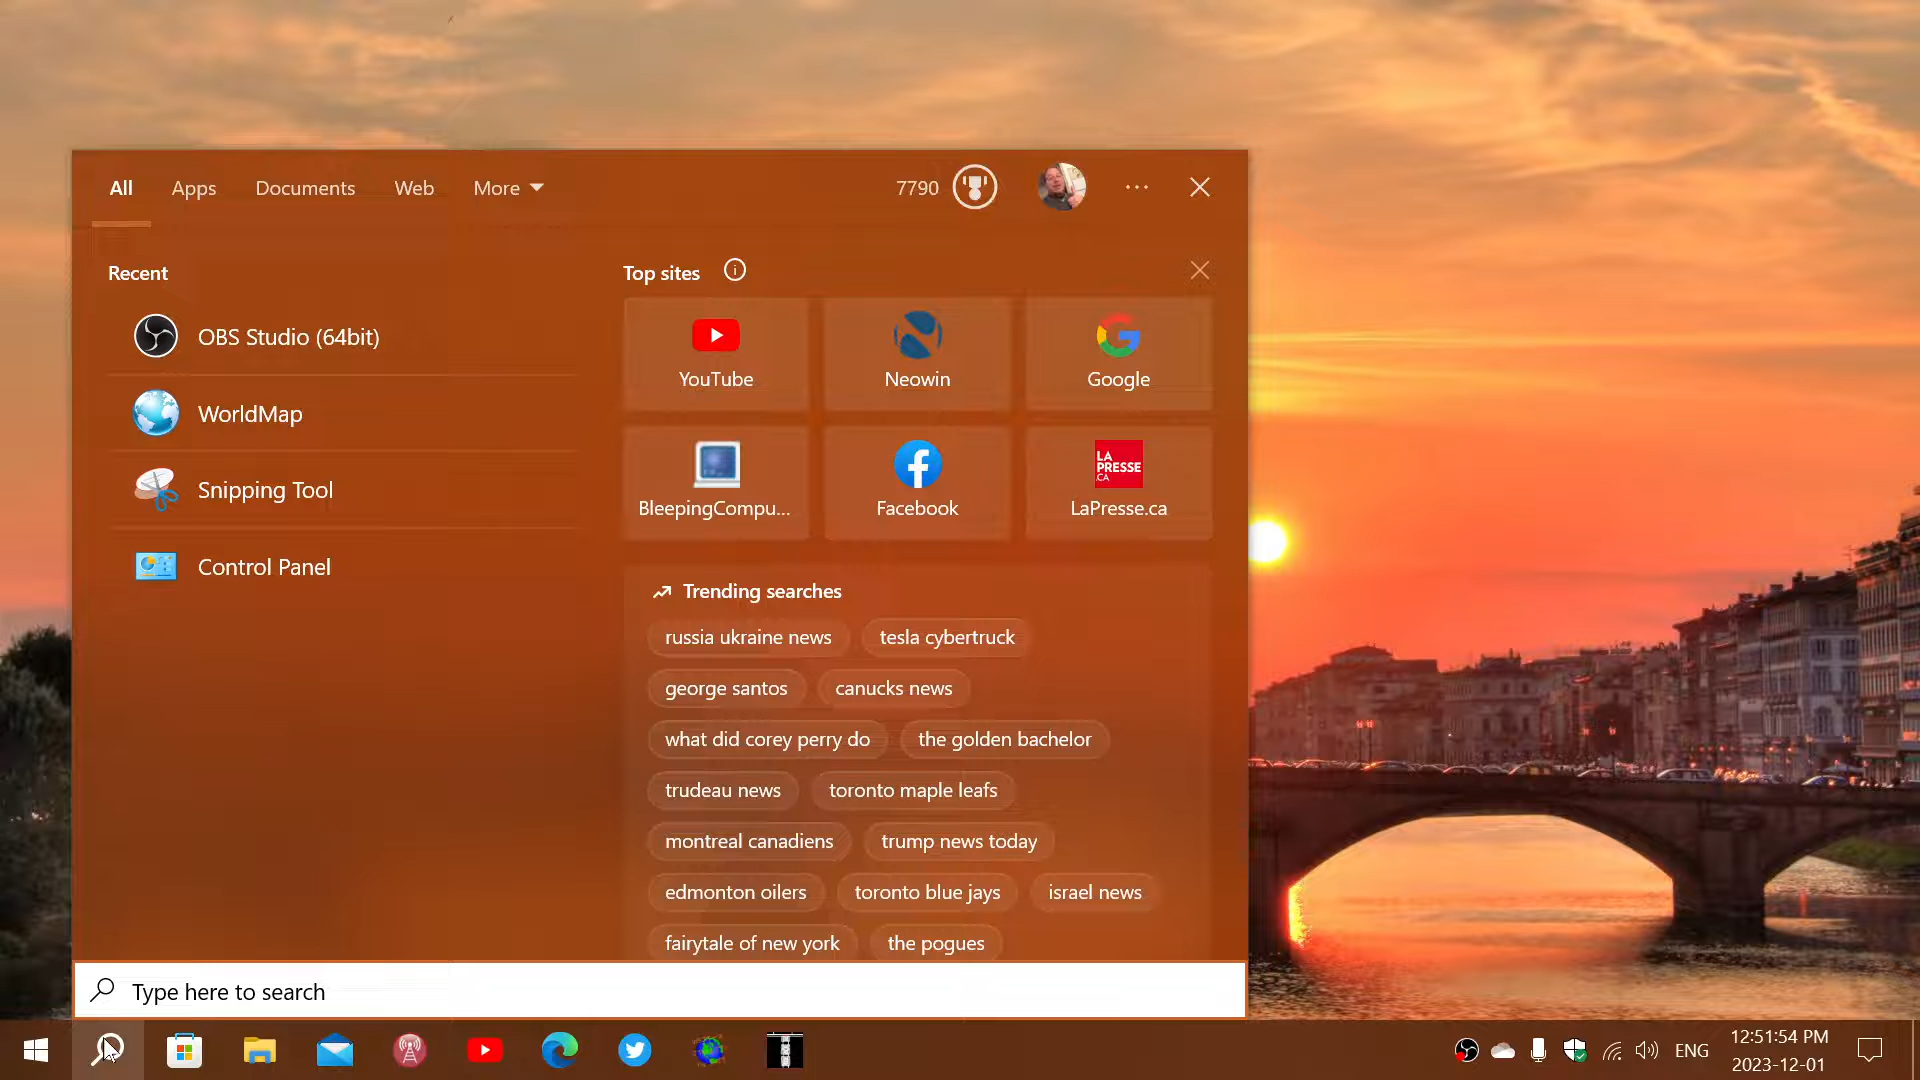 All Apps Documents Web More 7790
Recent
OBS Studio (64bit)
WorldMap
Snipping Tool
Control Panel
Top sites
YouTube Neowin Google
LA PRESSE .CA
BleepingCompu... Facebook LaPresse.ca
Trending searches
russia ukraine news tesla cybertruck
george santos canucks news
what did corey perry do the golden bachelor
trudeau news toronto maple leafs
montreal canadiens trump news today
edmonton oilers toronto blue jays israel news
fairytale of new york the pogues
Type here to search
ENG
12:51:54 PM
2023-12-01